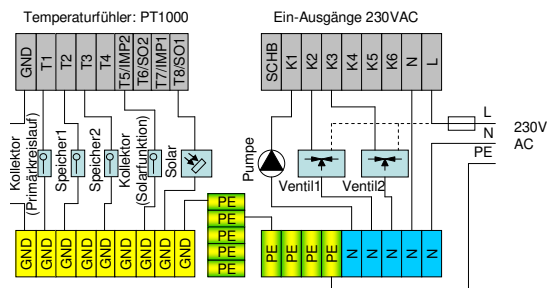 Temperaturfühler: PT1000
Ein-Ausgänge 230VAC
GND
T1
T2
T3
T4
T5/IMP2
T6/SO2
T7/IMP1
T8/SO1
SCHB
K1
K2
K3
K4
K5
K6
N
L
L
N
PE
230V
AC
Kollektor
(Primärkreislauf)
Speicher1
Speicher2
Kollektor
(Solarfunktion)
Solar
Pumpe
Ventil1
Ventil2
PE
PE
PE
PE
PE
GND
GND
GND
GND
GND
GND
GND
GND
GND
PE
PE
PE
PE
N
N
N
N
N